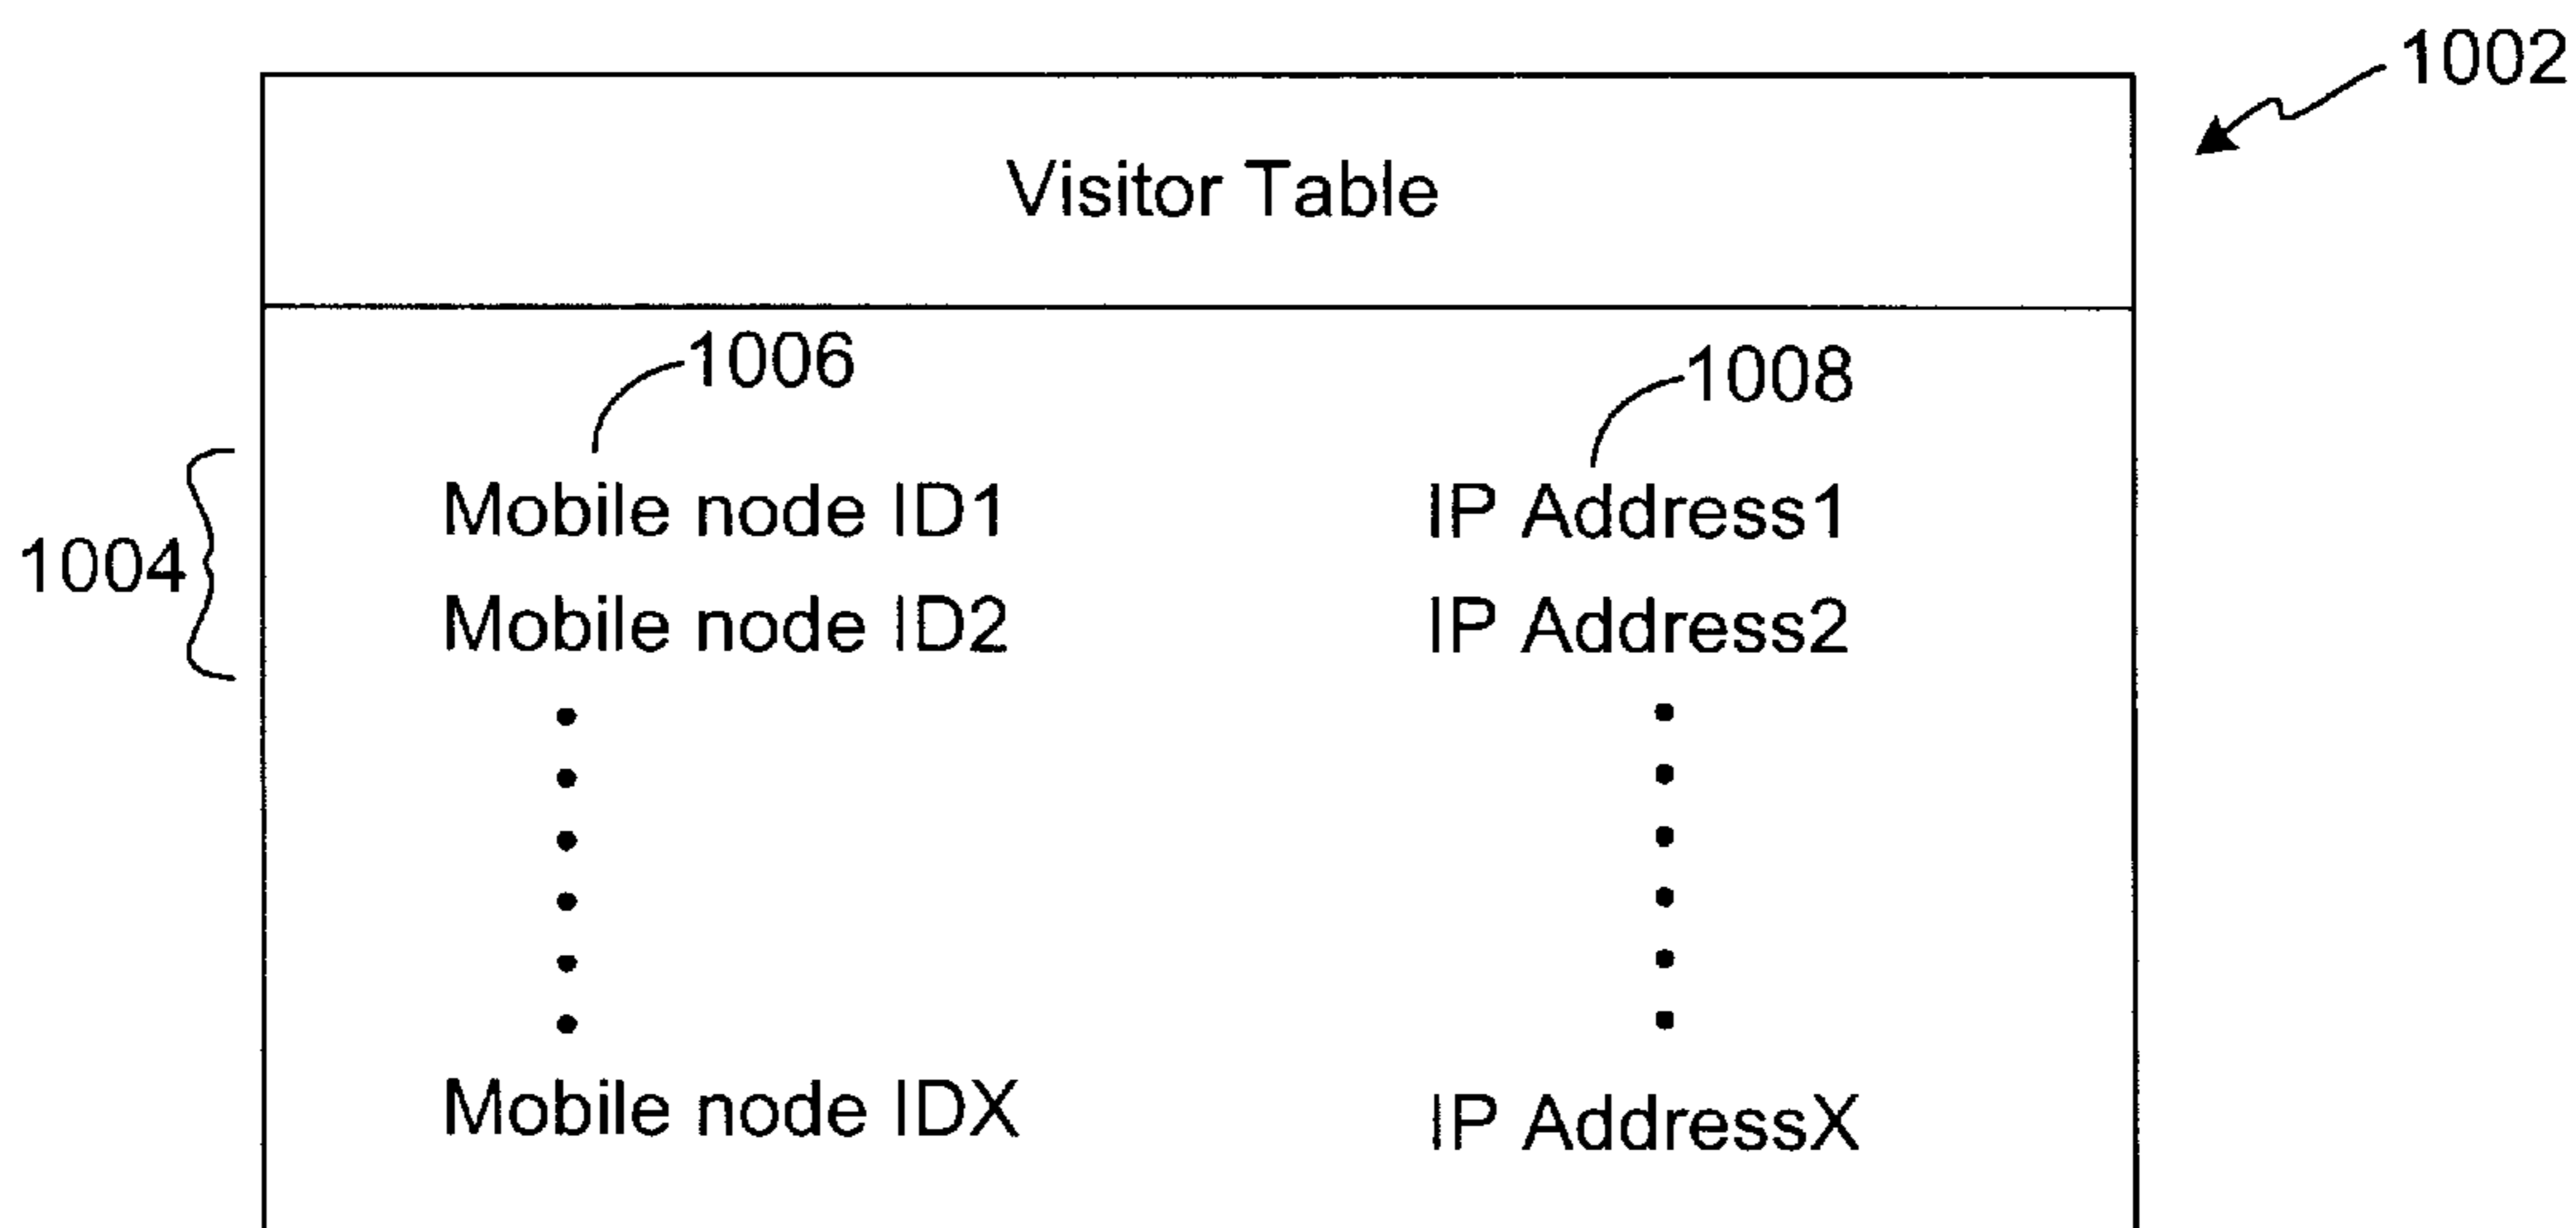 1002
Visitor Table
1006 1008
Mobile node ID1 IP Address1
1004
Mobile node ID2 IP Address2
Mobile node IDX IP AddressX